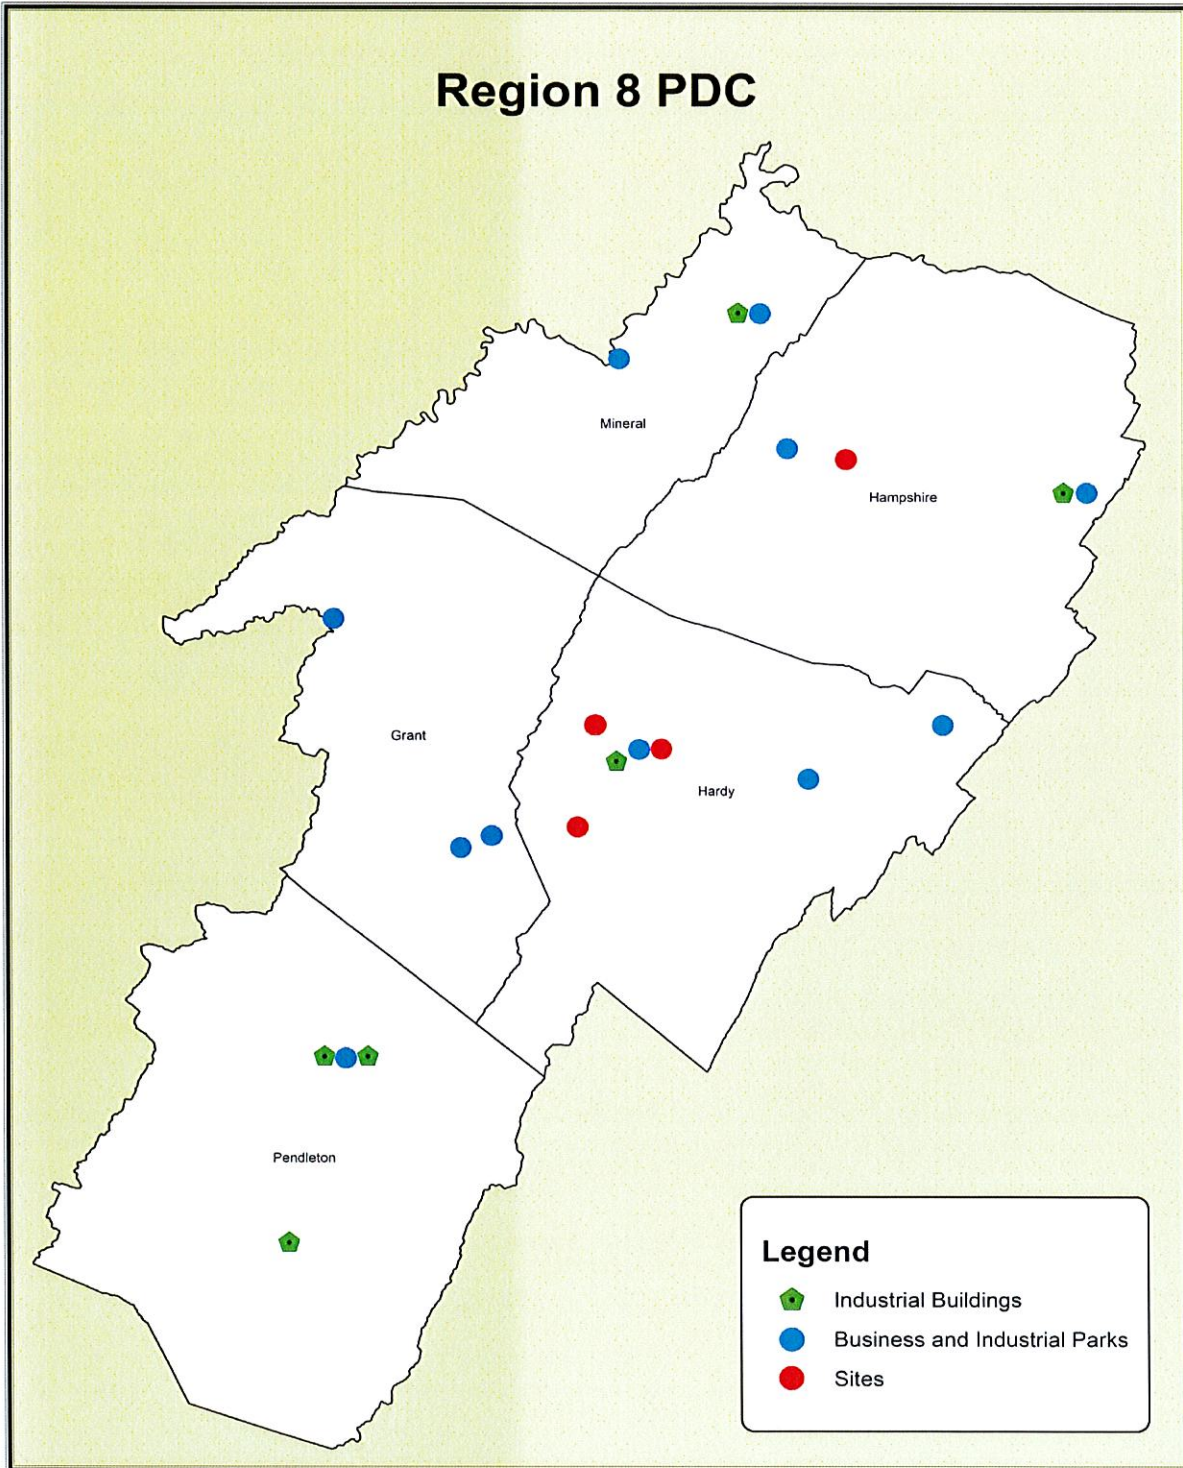 Region 8 PDC
Mineral
Hampshire
Grant
Hardy
Pendleton
Legend
Industrial Buildings
Business and Industrial Parks
Sites